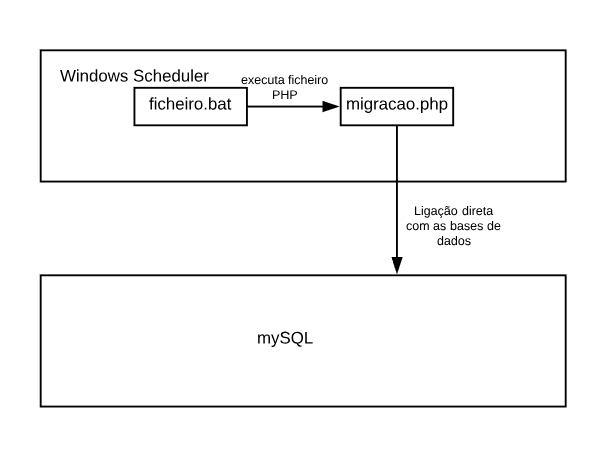 Windows Scheduler
ficheiro.bat
executa ficheiro
PHP
migracao.php
Ligação direta
com as bases de
dados
mySQL